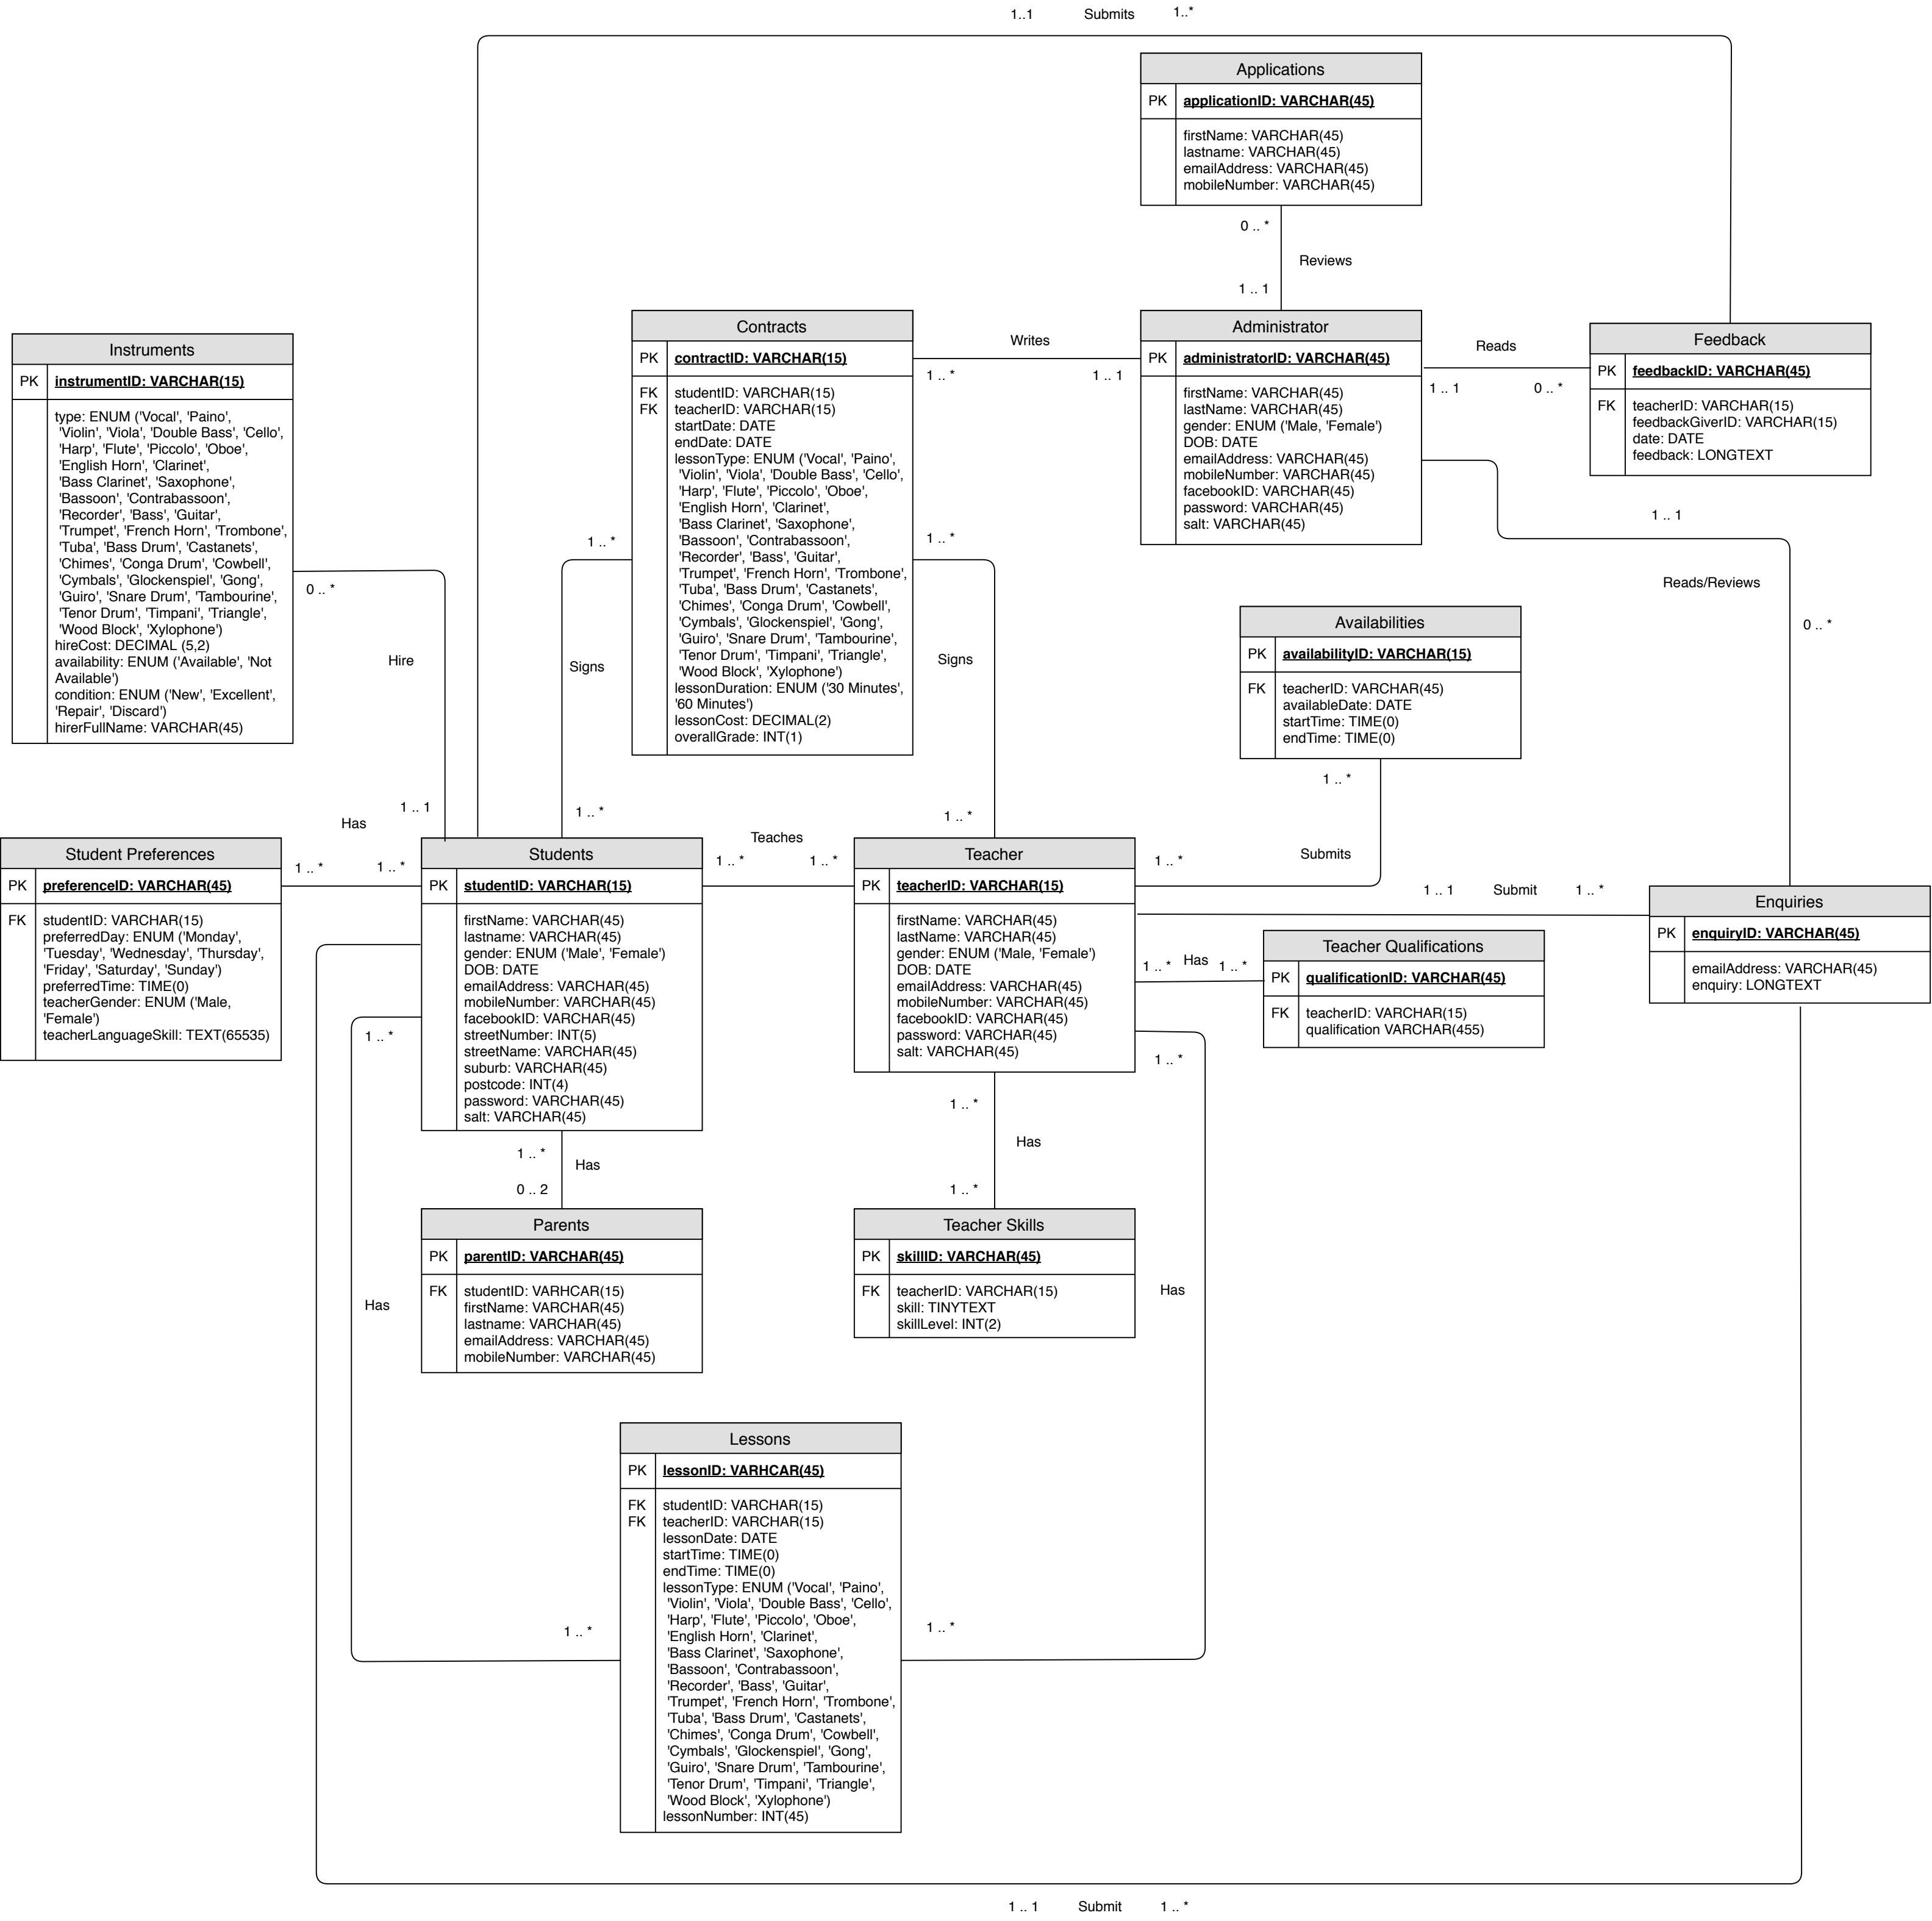 1..1 Submits 1..*
Applications
PK applicationID: VARCHAR(45)
firstName: VARCHAR(45)
lastname: VARCHAR(45)
emailAddress: VARCHAR(45)
mobileNumber: VARCHAR(45)
0 .. *
Reviews
1 .. 1
Instruments
PK instrumentID: VARCHAR(15)
type: ENUM ('Vocal', 'Paino',
'Violin', 'Viola', 'Double Bass', 'Cello',
'Harp', 'Flute', 'Piccolo', 'Oboe',
'English Horn', 'Clarinet',
'Bass Clarinet', 'Saxophone',
'Bassoon', 'Contrabassoon',
'Recorder', 'Bass', 'Guitar',
'Trumpet', 'French Horn', 'Trombone',
'Tuba', 'Bass Drum', 'Castanets',
'Chimes', 'Conga Drum', 'Cowbell',
'Cymbals', 'Glockenspiel', 'Gong',
'Guiro', 'Snare Drum', 'Tambourine',
'Tenor Drum', 'Timpani', 'Triangle',
'Wood Block', 'Xylophone')
hireCost: DECIMAL (5,2)
availability: ENUM ('Available', 'Not
Available')
condition: ENUM ('New', 'Excellent',
'Repair', 'Discard')
hirerFullName: VARCHAR(45)
0 .. *
Hire
1 .. 1
Contracts
PK contractID: VARCHAR(15)
FK studentID: VARCHAR(15)
FK teacherID: VARCHAR(15)
startDate: DATE
endDate: DATE
lessonType: ENUM ('Vocal', 'Paino',
'Violin', 'Viola', 'Double Bass', 'Cello',
'Harp', 'Flute', 'Piccolo', 'Oboe',
'English Horn', 'Clarinet',
'Bass Clarinet', 'Saxophone',
'Bassoon', 'Contrabassoon',
'Recorder', 'Bass', 'Guitar',
'Trumpet', 'French Horn', 'Trombone',
'Tuba', 'Bass Drum', 'Castanets',
'Chimes', 'Conga Drum', 'Cowbell',
'Cymbals', 'Glockenspiel', 'Gong',
'Guiro', 'Snare Drum', 'Tambourine',
'Tenor Drum', 'Timpani', 'Triangle',
'Wood Block', 'Xylophone')
lessonDuration: ENUM ('30 Minutes',
'60 Minutes')
lessonCost: DECIMAL(2)
overallGrade: INT(1)
Writes
1 .. *
1 .. 1
Administrator
PK administratorID: VARCHAR(45)
firstName: VARCHAR(45)
lastName: VARCHAR(45)
gender: ENUM ('Male, 'Female')
DOB: DATE
emailAddress: VARCHAR(45)
mobileNumber: VARCHAR(45)
facebookID: VARCHAR(45)
password: VARCHAR(45)
salt: VARCHAR(45)
Reads
1 .. 1
0 .. *
Feedback
PK feedbackID: VARCHAR(45)
FK teacherID: VARCHAR(15)
feedbackGiverID: VARCHAR(15)
date: DATE
feedback: LONGTEXT
1 .. 1
Reads/Reviews
0 .. *
1 .. *
Signs
1 .. *
1 .. *
Signs
1 .. *
Availabilities
PK availabilityID: VARCHAR(15)
FK teacherID: VARCHAR(45)
availableDate: DATE
startTime: TIME(0)
endTime: TIME(0)
1 .. *
Submits
1 .. *
Student Preferences
PK preferenceID: VARCHAR(45)
FK studentID: VARCHAR(15)
preferredDay: ENUM ('Monday',
'Tuesday', 'Wednesday', 'Thursday',
'Friday', 'Saturday', 'Sunday')
preferredTime: TIME(0)
teacherGender: ENUM ('Male,
'Female')
teacherLanguageSkill: TEXT(65535)
Has
1 .. *
1 .. *
Students
PK studentID: VARCHAR(15)
firstName: VARCHAR(45)
lastname: VARCHAR(45)
gender: ENUM ('Male', 'Female')
DOB: DATE
emailAddress: VARCHAR(45)
mobileNumber: VARCHAR(45)
facebookID: VARCHAR(45)
streetNumber: INT(5)
streetName: VARCHAR(45)
suburb: VARCHAR(45)
postcode: INT(4)
password: VARCHAR(45)
salt: VARCHAR(45)
Teaches
1 .. *
1 .. *
Teacher
PK teacherID: VARCHAR(15)
firstName: VARCHAR(45)
lastName: VARCHAR(45)
gender: ENUM ('Male, 'Female')
DOB: DATE
emailAddress: VARCHAR(45)
mobileNumber: VARCHAR(45)
facebookID: VARCHAR(45)
password: VARCHAR(45)
salt: VARCHAR(45)
1 .. 1 Submit 1 .. *
Enquiries
PK enquiryID: VARCHAR(45)
emailAddress: VARCHAR(45)
enquiry: LONGTEXT
1 .. * Has 1 .. *
Teacher Qualifications
PK qualificationID: VARCHAR(45)
FK teacherID: VARCHAR(15)
qualification VARCHAR(455)
1 .. *
1 .. *
1 .. *
Has
0 .. 2
1 .. *
Has
1 .. *
Parents
PK parentID: VARCHAR(45)
FK studentID: VARHCAR(15)
firstName: VARCHAR(45)
lastname: VARCHAR(45)
emailAddress: VARCHAR(45)
mobileNumber: VARCHAR(45)
Teacher Skills
PK skillID: VARCHAR(45)
FK teacherID: VARCHAR(15)
skill: TINYTEXT
skillLevel: INT(2)
Has
Has
Lessons
PK lessonID: VARHCAR(45)
FK studentID: VARCHAR(15)
FK teacherID: VARCHAR(15)
lessonDate: DATE
startTime: TIME(0)
endTime: TIME(0)
lessonType: ENUM ('Vocal', 'Paino',
'Violin', 'Viola', 'Double Bass', 'Cello',
'Harp', 'Flute', 'Piccolo', 'Oboe',
'English Horn', 'Clarinet',
'Bass Clarinet', 'Saxophone',
'Bassoon', 'Contrabassoon',
'Recorder', 'Bass', 'Guitar',
'Trumpet', 'French Horn', 'Trombone',
'Tuba', 'Bass Drum', 'Castanets',
'Chimes', 'Conga Drum', 'Cowbell',
'Cymbals', 'Glockenspiel', 'Gong',
'Guiro', 'Snare Drum', 'Tambourine',
'Tenor Drum', 'Timpani', 'Triangle',
'Wood Block', 'Xylophone')
lessonNumber: INT(45)
1 .. *
1 .. *
1 .. 1 Submit 1 .. *